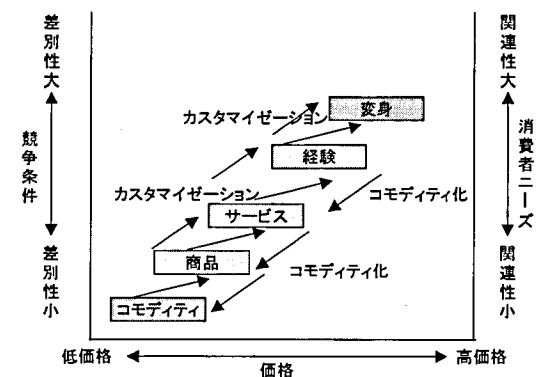 差別性大
関連性大
変身
カスタマイゼーション
経験
競争条件
消費者ニーズ
カスタマイゼーション
コモディティ化
サービス
商品
コモディティ化
差別性小
関連性小
コモディティ
低価格
高価格
価格